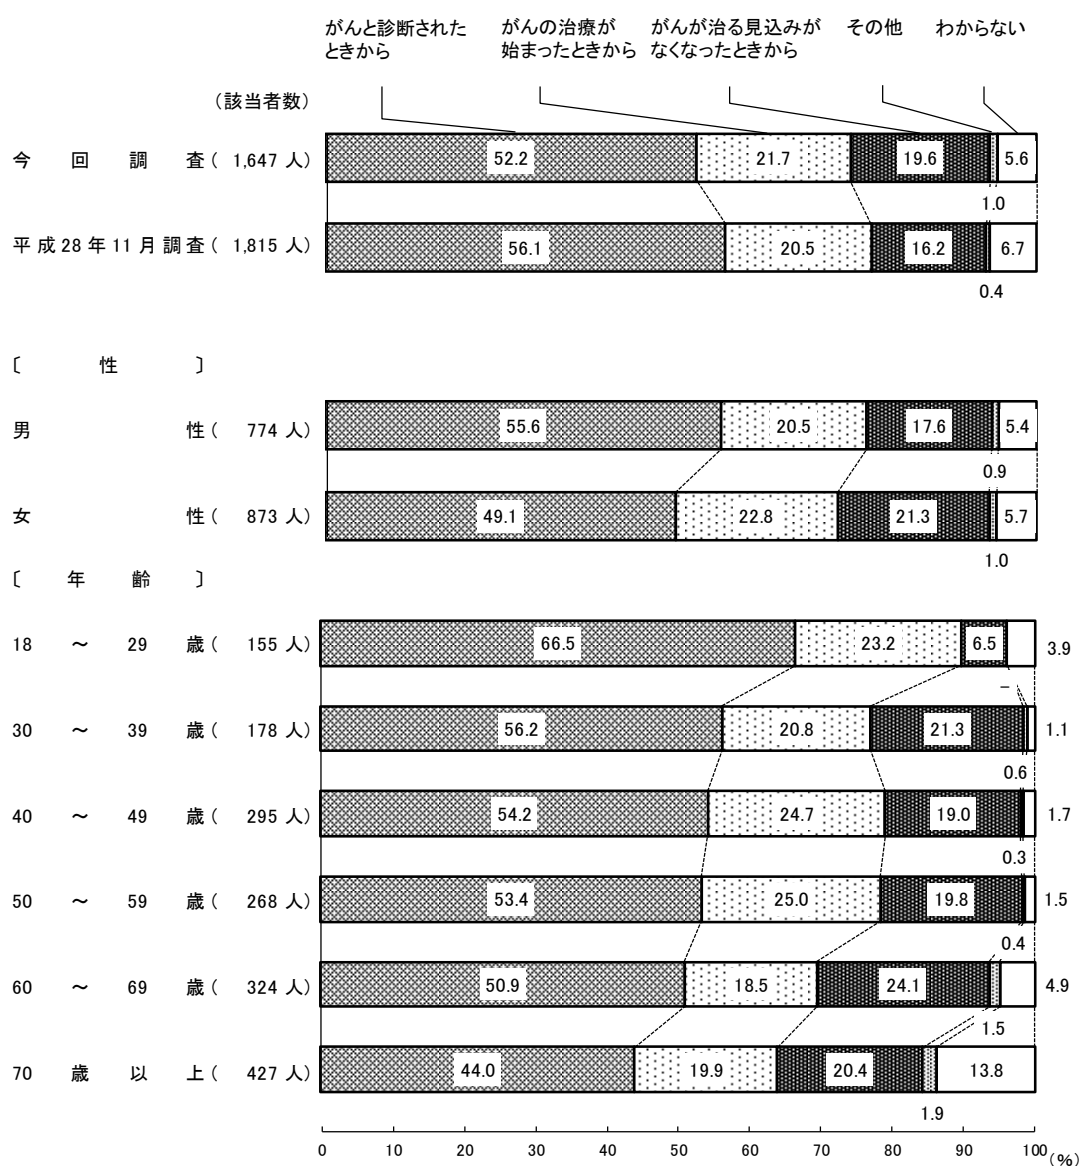 がんと診断された がんの治療が がんが治る見込みが その他 わからない
ときから 始まったときから なくなったときから
（該当者数）
今回調査( 1,647 人) 52.2 21.7 19.6 5.6
1.0
平成28年11月調査( 1,815 人) 56.1 20.5 16.2 6.7
0.4
〔 性 〕
男性( 774 人) 55.6 20.5 17.6 5.4
0.9
女性( 873 人) 49.1 22.8 21.3 5.7
1.0
〔 年齢 〕
18 ～ 29 歳( 155 人) 66.5 23.2 6.5 3.9
－
30 ～ 39 歳( 178 人) 56.2 20.8 21.3 1.1
0.6
40 ～ 49 歳( 295 人) 54.2 24.7 19.0 1.7
0.3
50 ～ 59 歳( 268 人) 53.4 25.0 19.8 1.5
0.4
60 ～ 69 歳( 324 人) 50.9 18.5 24.1 4.9
1.5
70 歳以上( 427 人) 44.0 19.9 20.4 13.8
1.9
0 10 20 30 40 50 60 70 80 90 100 (%)